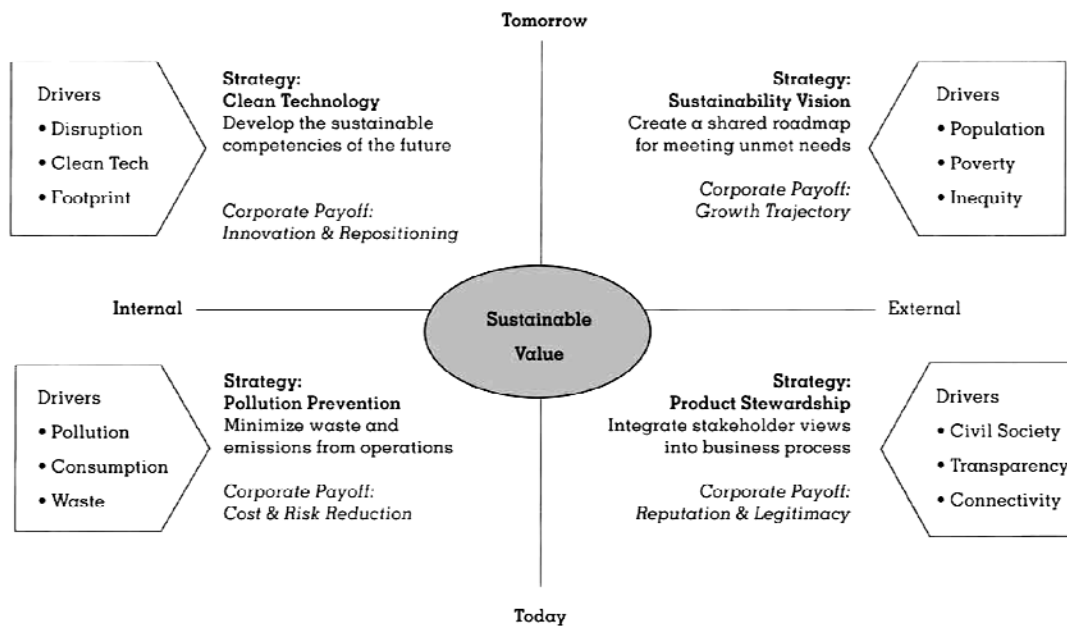 Tomorrow
Drivers
• Disruption
• Clean Tech
• Footprint
Strategy:
Clean Technology
Develop the sustainable
competencies of the future
Corporate Payoff:
Innovation & Repositioning
Strategy:
Sustainability Vision
Create a shared roadmap
for meeting unmet needs
Corporate Payoff:
Growth Trajectory
Drivers
• Population
• Poverty
• Inequity
Internal
Sustainable
Value
External
Drivers
• Pollution
• Consumption
• Waste
Strategy:
Pollution Prevention
Minimize waste and
emissions from operations
Corporate Payoff:
Cost & Risk Reduction
Strategy:
Product Stewardship
Integrate stakeholder views
into business process
Corporate Payoff:
Reputation & Legitimacy
Drivers
• Civil Society
• Transparency
• Connectivity
Today